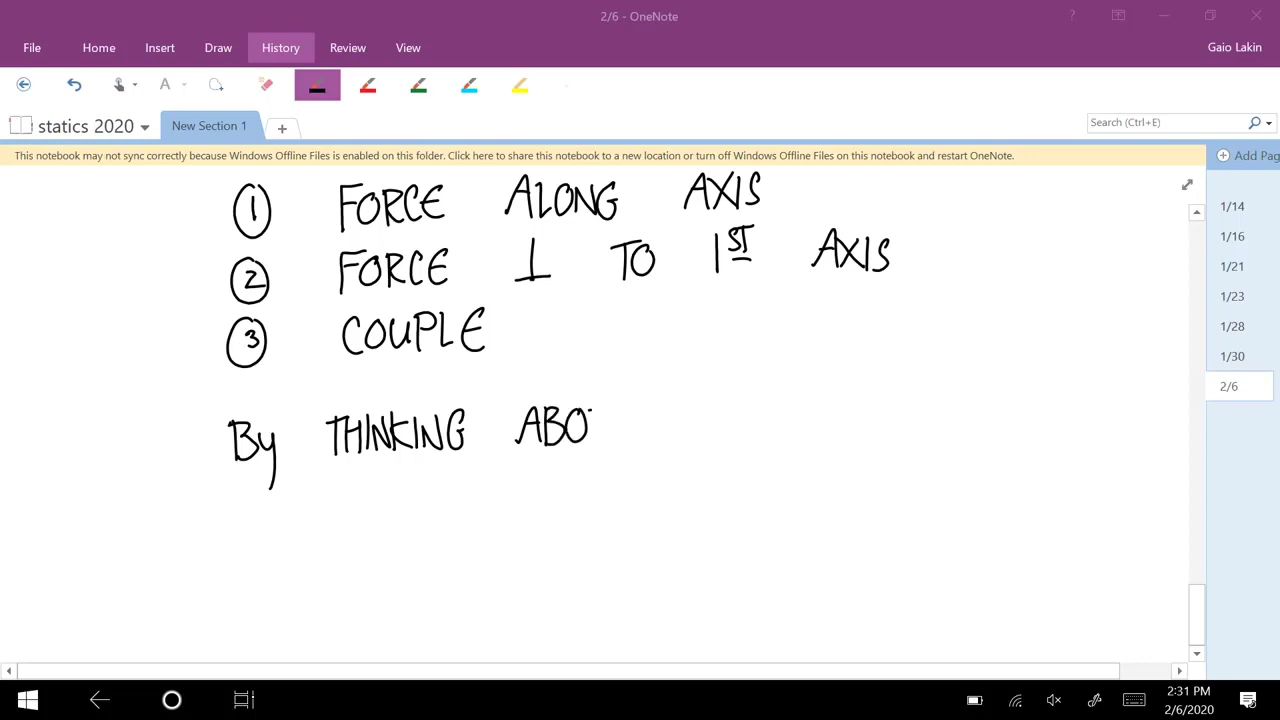 2/6 - OneNote
?
File Home Insert Draw History Review View Gaio Lakin
A
statics 2020 New Section 1 + Search (Ctrl+E)
This notebook may not sync correctly because Windows Offline Files is enabled on this folder. Click here to share this notebook to a new location or turn off Windows Offline Files on this notebook and restart OneNote.
Add Pag
1/14
1/16
1/21
1/23
1/28
1/30
2/6
① FORCE ALONG AXIS
② FORCE ⊥ TO 1ST AXIS
③ COUPLE
By THINKING ABO
2:31 PM
2/6/2020